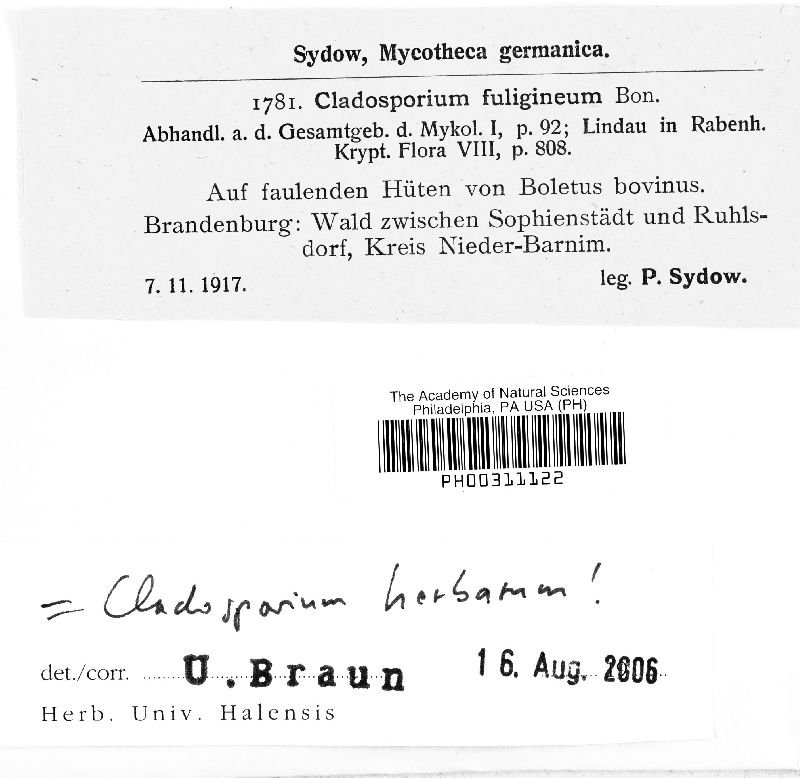 Sydow, Mycotheca germanica.
1781. Cladosporium fuligineum Bon.
Abhandl. a. d. Gesamtgeb. d. Mykol. I, p. 92; Lindau in Rabenh.
Krypt. Flora VIII, p. 808.
Auf faulenden Hüten von Boletus bovinus.
Brandenburg: Wald zwischen Sophienstädt und Ruhls-
dorf, Kreis Nieder-Barnim.
7. 11. 1917. leg. P. Sydow.
The Academy of Natural Sciences
Philadelphia, PA USA (PH)
PH00311122
= Cladosporium herbarum!
det./corr. U. Braun 16. Aug. 2006
Herb. Univ. Halensis